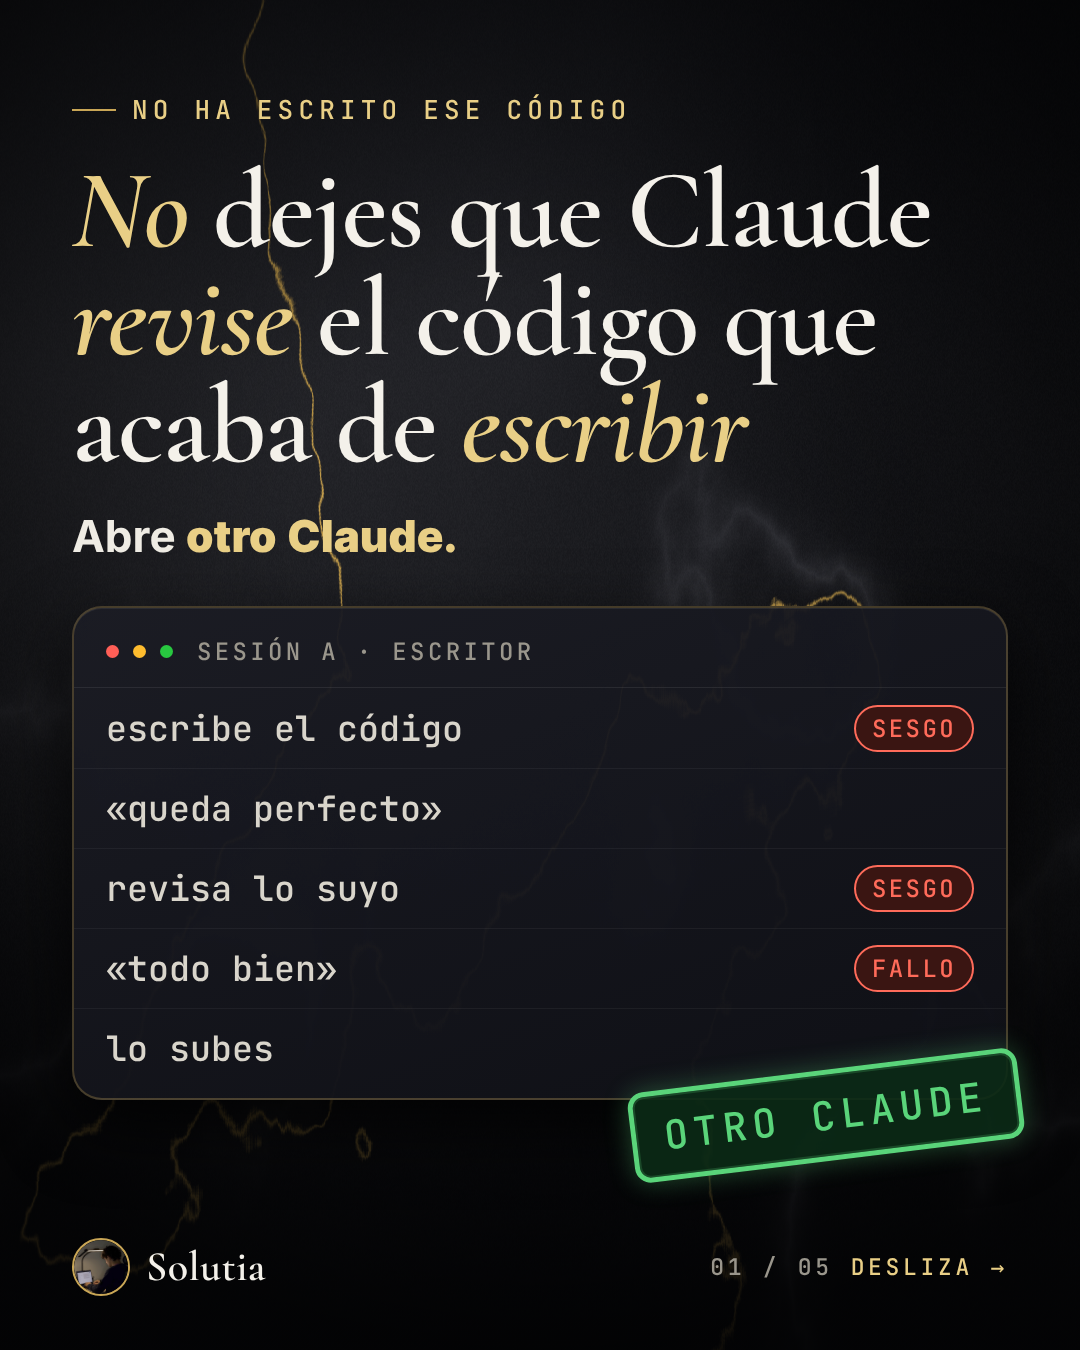 NO HA ESCRITO ESE CÓDIGO
No dejes que Claude
revise el código que
acaba de escribir
Abre otro Claude.
SESIÓN A · ESCRITOR
escribe el código SESGO
«queda perfecto»
revisa lo suyo SESGO
«todo bien» FALLO
lo subes
OTRO CLAUDE
Solutia
01 / 05 DESLIZA →